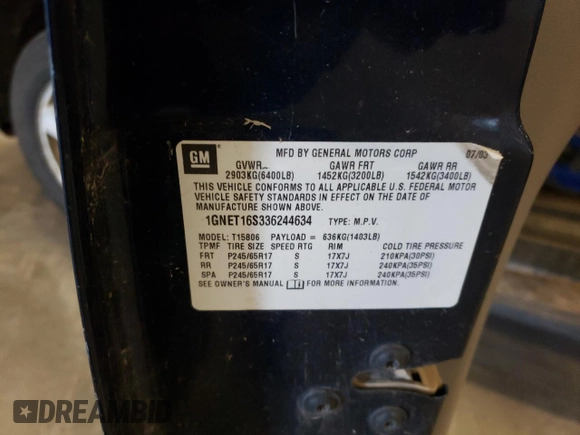 GM
MFD BY GENERAL MOTORS CORP 07/03
GVWR GAWR FRT GAWR RR
2903KG(6400LB) 1452KG(3200LB) 1542KG(3400LB)
THIS VEHICLE CONFORMS TO ALL APPLICABLE U.S. FEDERAL MOTOR
VEHICLE SAFETY STANDARDS IN EFFECT ON THE DATE OF
MANUFACTURE SHOWN ABOVE.
1GNET16S336244634 TYPE: M.P.V.
MODEL: T15806 PAYLOAD = 636KG(1403LB)
TPMF TIRE SIZE SPEED RTG RIM COLD TIRE PRESSURE
FRT P245/65R17 S 17X7J 210KPA(30PSI)
RR P245/65R17 S 17X7J 240KPA(35PSI)
SPA P245/65R17 S 17X7J 240KPA(35PSI)
SEE OWNER'S MANUAL FOR MORE INFORMATION.
DREAMBID